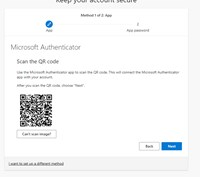 Keep your account secure
Method 1 of 2: App
App
2
App password
Microsoft Authenticator
Scan the QR code
Use the Microsoft Authenticator app to scan the QR code. This will connect the Microsoft Authenticator
app with your account.
After you scan the QR code, choose "Next".
Can't scan image?
Back
Next
I want to set up a different method